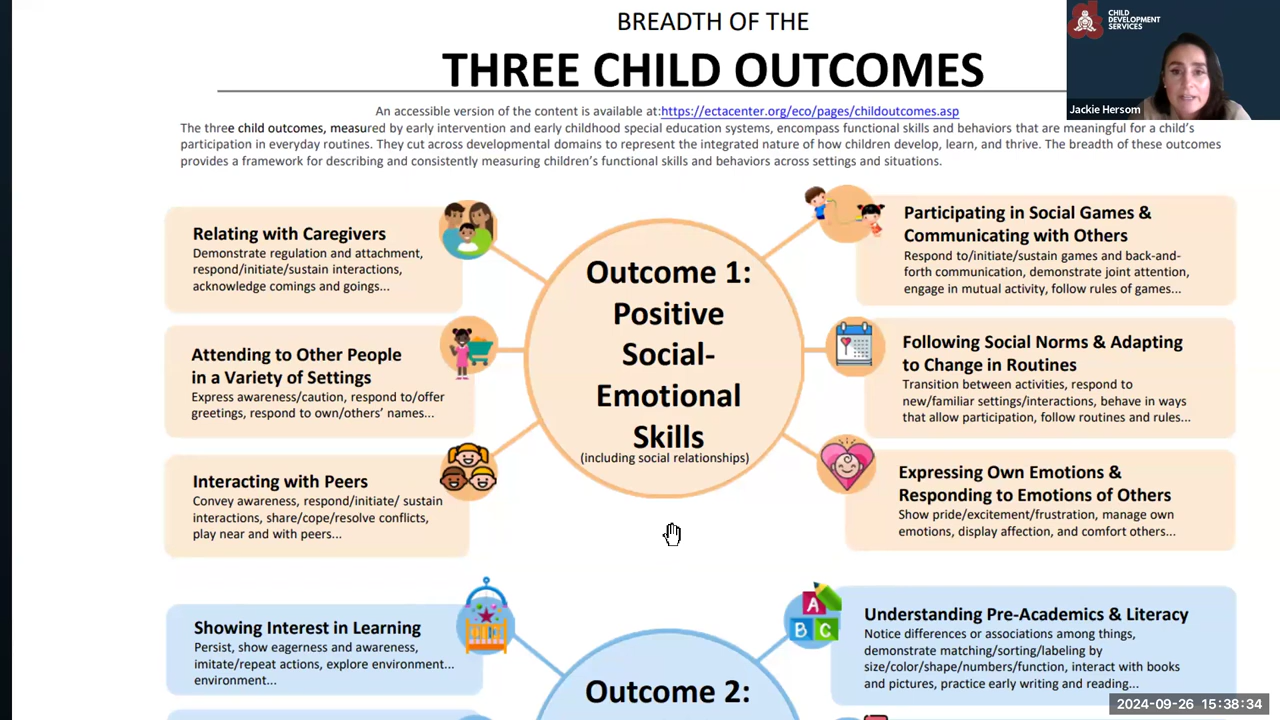 BREADTH OF THE
THREE CHILD OUTCOMES
An accessible version of the content is available at:https://ectacenter.org/eco/pages/childoutcomes.asp
The three child outcomes, measured by early intervention and early childhood special education systems, encompass functional skills and behaviors that are meaningful for a child's
participation in everyday routines. They cut across developmental domains to represent the integrated nature of how children develop, learn, and thrive. The breadth of these outcomes
provides a framework for describing and consistently measuring children's functional skills and behaviors across settings and situations.
CHILD
DEVELOPMENT
SERVICES
Jackie Hersom
Relating with Caregivers
Demonstrate regulation and attachment,
respond/initiate/sustain interactions,
acknowledge comings and goings...
Attending to Other People
in a Variety of Settings
Express awareness/caution, respond to/offer
greetings, respond to own/others' names...
Interacting with Peers
Convey awareness, respond/initiate/ sustain
interactions, share/cope/resolve conflicts,
play near and with peers...
Outcome 1:
Positive
Social-
Emotional
Skills
(including social relationships)
Participating in Social Games &
Communicating with Others
Respond to/initiate/sustain games and back-and-
forth communication, demonstrate joint attention,
engage in mutual activity, follow rules of games...
Following Social Norms & Adapting
to Change in Routines
Transition between activities, respond to
new/familiar settings/interactions, behave in ways
that allow participation, follow routines and rules...
Expressing Own Emotions &
Responding to Emotions of Others
Show pride/excitement/frustration, manage own
emotions, display affection, and comfort others...
Showing Interest in Learning
Persist, show eagerness and awareness,
imitate/repeat actions, explore environment...
environment...
Outcome 2:
A
B C
Understanding Pre-Academics & Literacy
Notice differences or associations among things,
demonstrate matching/sorting/labeling by
size/color/shape/numbers/function, interact with books
and pictures, practice early writing and reading...
2024-09-26 15:38:34